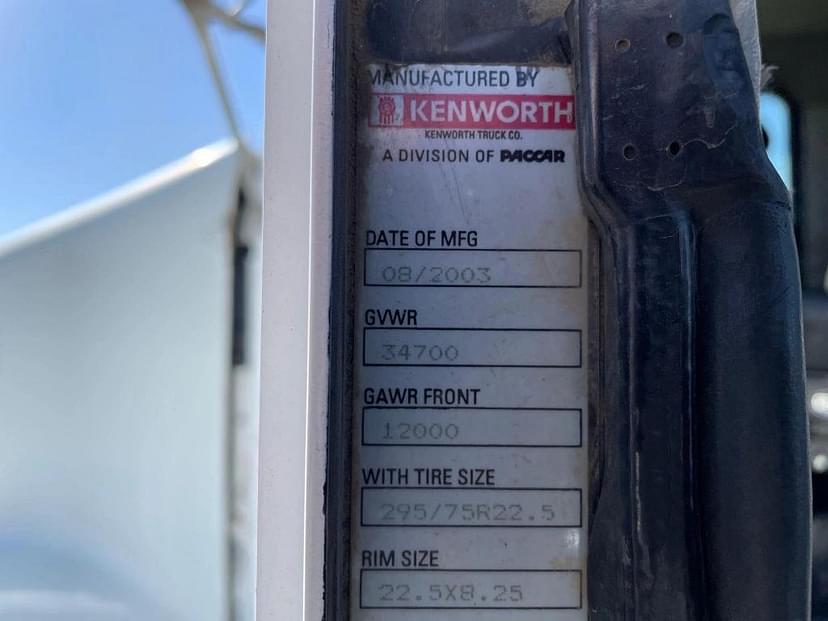 MANUFACTURED BY
KENWORTH
KENWORTH TRUCK CO.
A DIVISION OF PACCAR
DATE OF MFG
08/2003
GVWR
34700
GAWR FRONT
12000
WITH TIRE SIZE
295/75R22.5
RIM SIZE
22.5X8.25